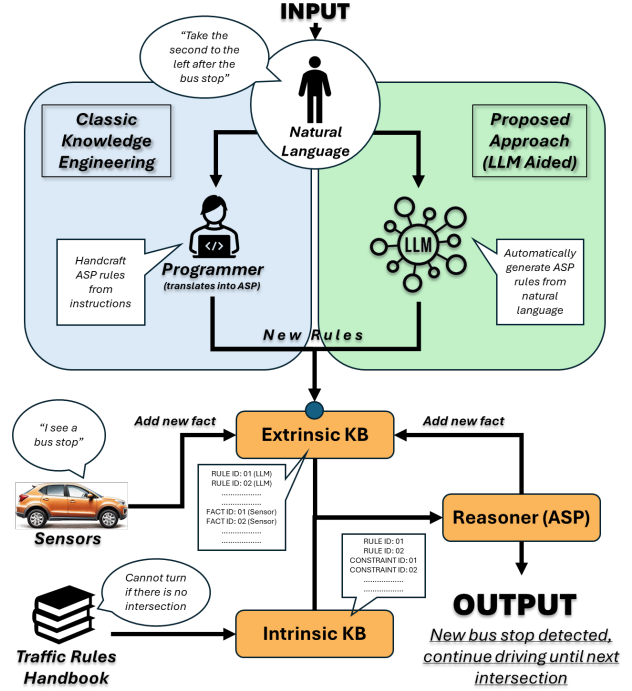 INPUT
“Take the
second to the
left after the
bus stop”
Natural
Language
Classic
Knowledge
Engineering
Proposed
Approach
(LLM Aided)
</>
LLM
Programmer
(translates into ASP)
Handcraft
ASP rules
from
instructions
Automatically
generate ASP
rules from
natural
language
New Rules
“I see a
bus stop”
Add new fact
Extrinsic KB
Add new fact
RULE ID: 01 (LLM)
RULE ID: 02 (LLM)
..................
..................
FACT ID: 01 (Sensor)
FACT ID: 02 (Sensor)
..................
..................
Sensors
Reasoner (ASP)
RULE ID: 01
RULE ID: 02
CONSTRAINT ID: 01
CONSTRAINT ID: 02
..................
..................
Cannot turn
if there is no
intersection
Intrinsic KB
Traffic Rules
Handbook
OUTPUT
New bus stop detected,
continue driving until next
intersection